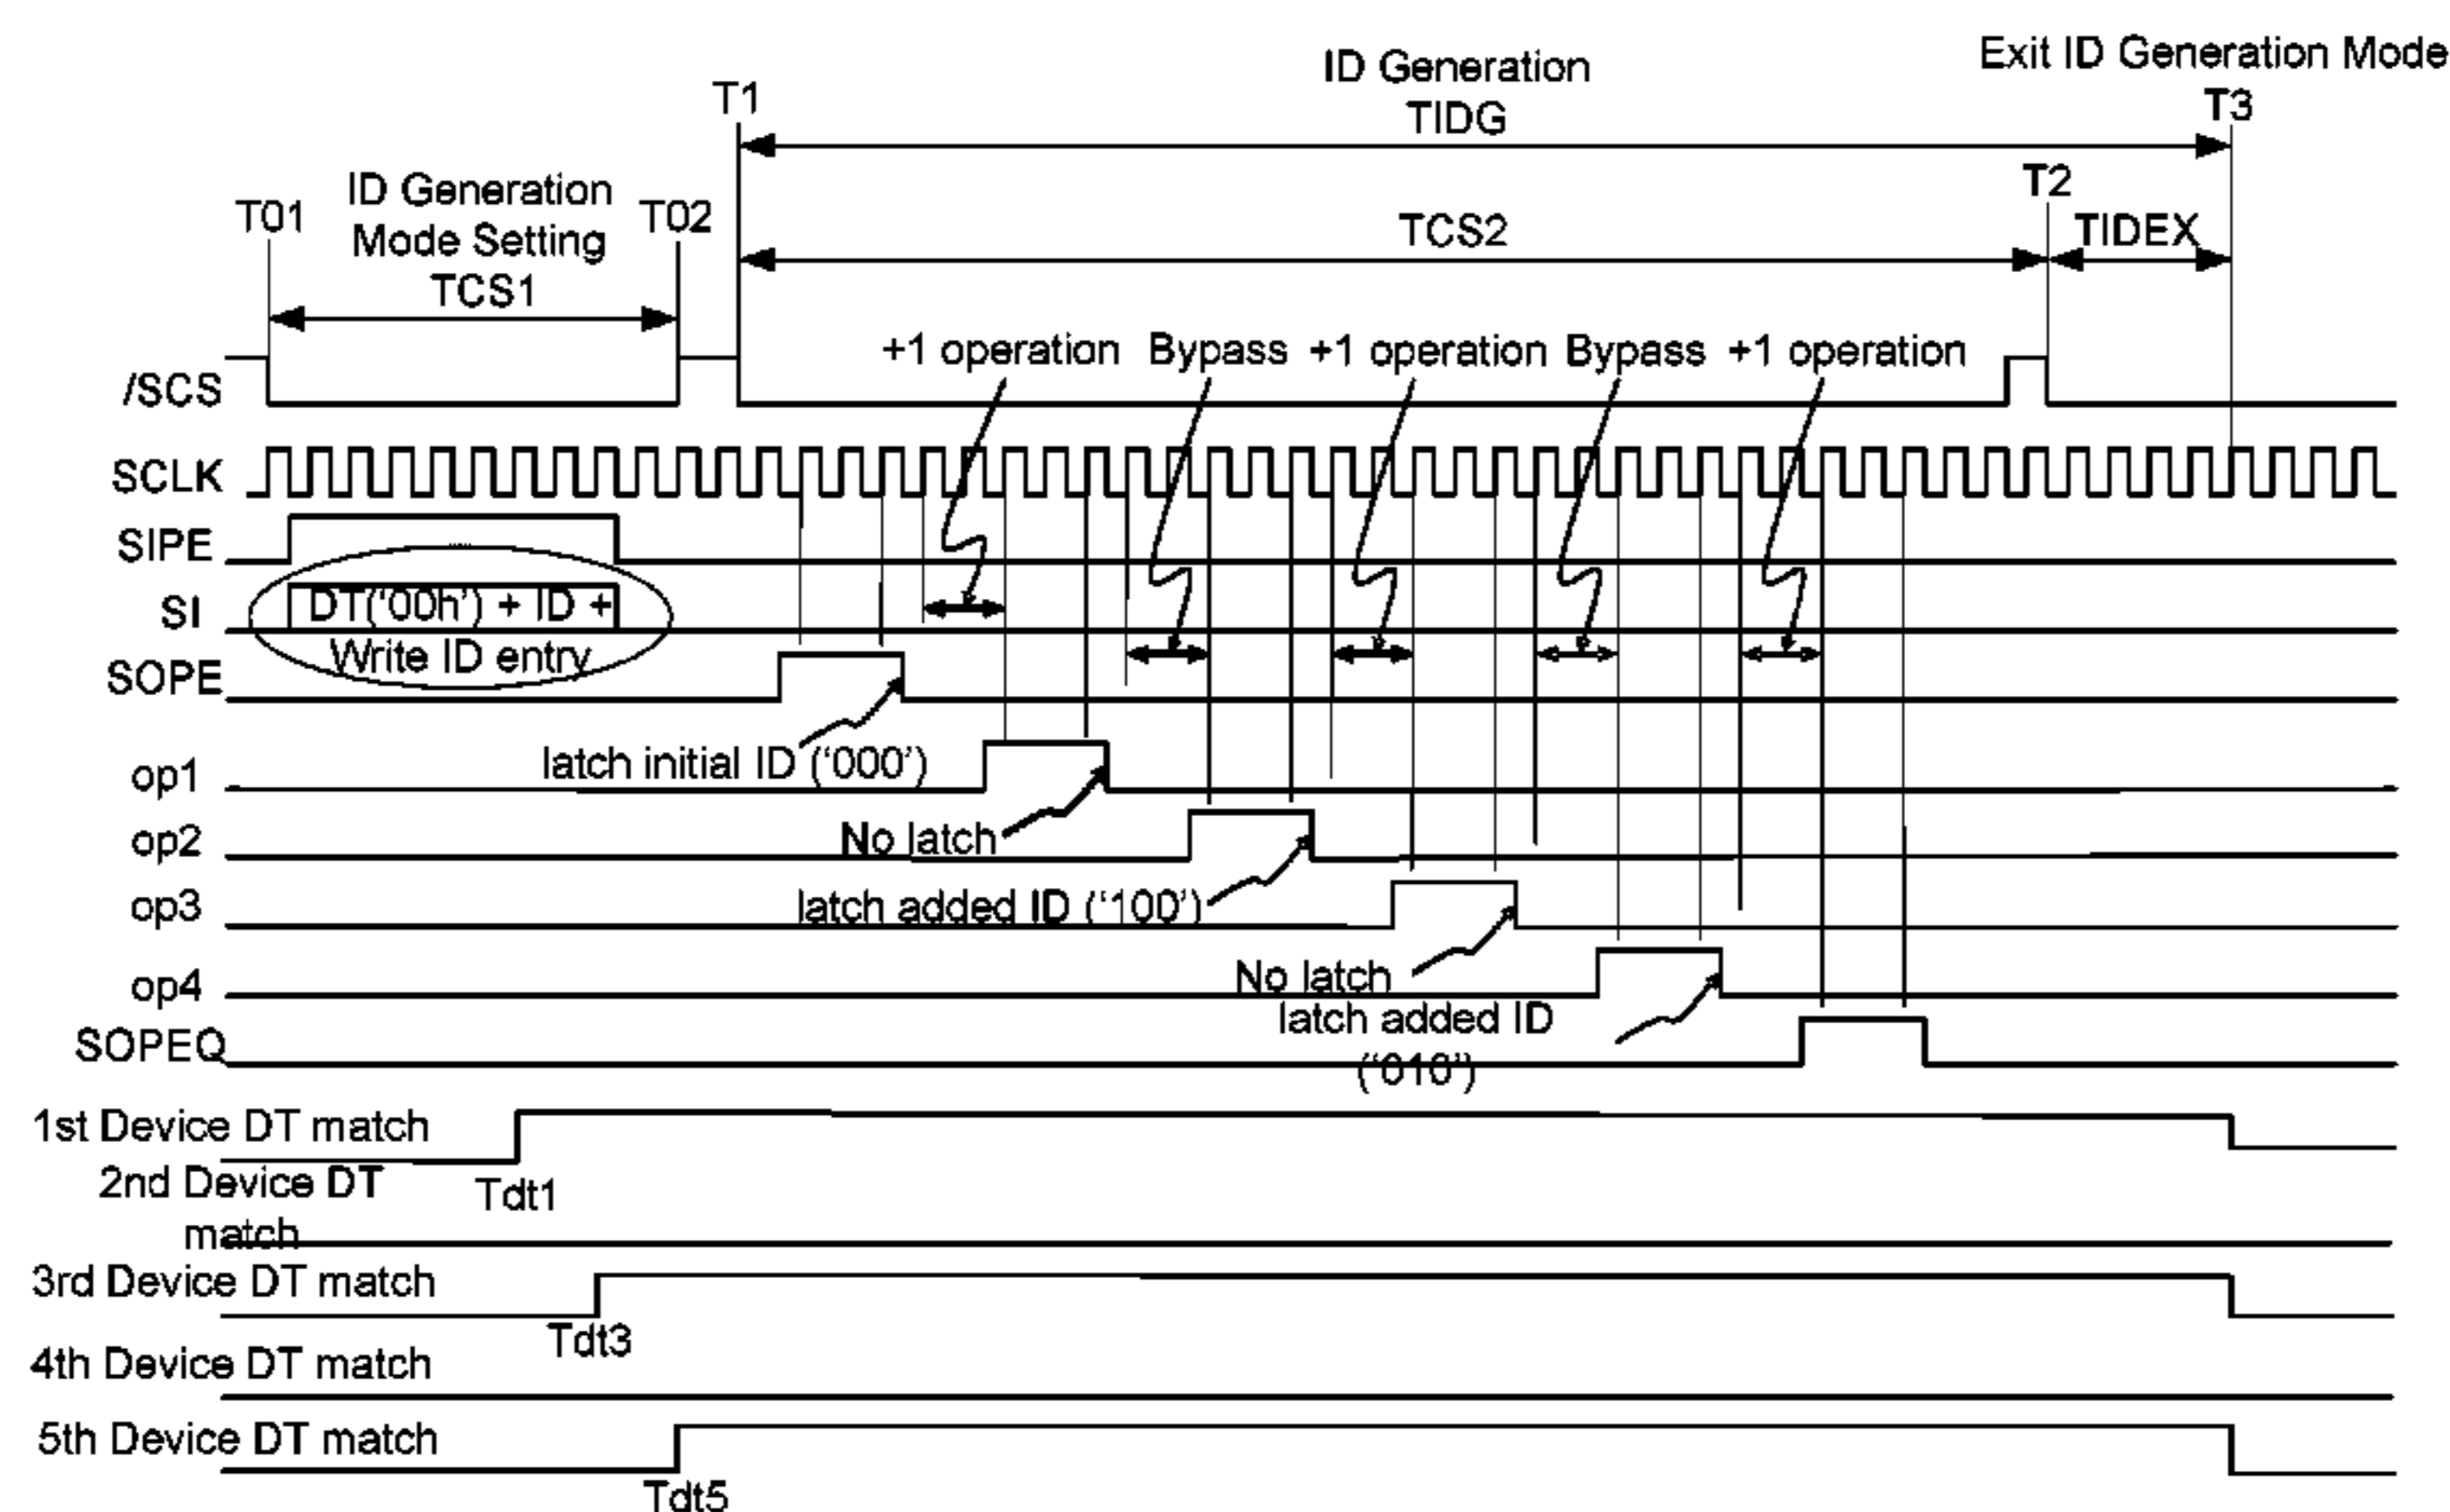 Exit ID Generation Mode
ID Generation
T1
TIDG
T3
T2
ID Generation
T01
Mode Setting
T02
TCS2
TIDEX
TCS1
+1 operation
Bypass
+1 operation
Bypass
+1 operation
/SCS
SCLK
SIPE
SI
DT('00h') + ID +
Write ID entry
SOPE
latch initial ID ('000')
op1
No latch
op2
latch added ID ('100')
op3
No latch
op4
latch added ID
("010")
SOPEQ
1st Device DT match
2nd Device DT
match
Tdt1
3rd Device DT match
Tdt3
4th Device DT match
5th Device DT match
Tdt5